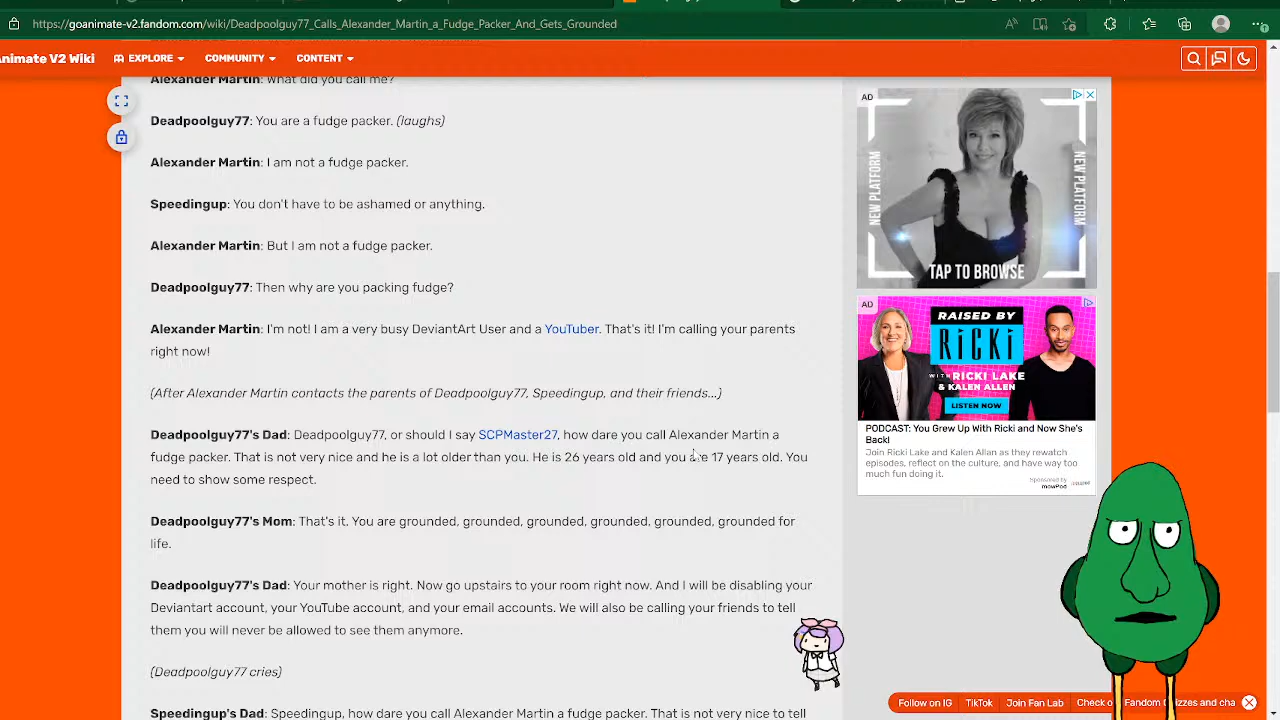 https://goanimate-v2.fandom.com/wiki/Deadpoolguy77_Calls_Alexander_Martin_a_Fudge_Packer_And_Gets_Grounded
Animate V2 Wiki
EXPLORE
COMMUNITY
CONTENT
Alexander Martin: What did you call me?
Deadpoolguy77: You are a fudge packer. (laughs)
Alexander Martin: I am not a fudge packer.
Speedingup: You don't have to be ashamed or anything.
Alexander Martin: But I am not a fudge packer.
Deadpoolguy77: Then why are you packing fudge?
Alexander Martin: I'm not! I am a very busy DeviantArt User and a YouTuber. That's it! I'm calling your parents
right now!
(After Alexander Martin contacts the parents of Deadpoolguy77, Speedingup, and their friends...)
Deadpoolguy77's Dad: Deadpoolguy77, or should I say SCPMaster27, how dare you call Alexander Martin a
fudge packer. That is not very nice and he is a lot older than you. He is 26 years old and you are 17 years old. You
need to show some respect.
Deadpoolguy77's Mom: That's it. You are grounded, grounded, grounded, grounded, grounded, grounded for
life.
Deadpoolguy77's Dad: Your mother is right. Now go upstairs to your room right now. And I will be disabling your
Deviantart account, your YouTube account, and your email accounts. We will also be calling your friends to tell
them you will never be allowed to see them anymore.
(Deadpoolguy77 cries)
Speedingup's Dad: Speedingup, how dare you call Alexander Martin a fudge packer. That is not very nice to tell
AD
NEW PLATFORM
NEW PLATFORM
TAP TO BROWSE
AD
RAISED BY
RICKI
WITH RICKI LAKE
& KALEN ALLEN
LISTEN NOW
PODCAST: You Grew Up With Ricki and Now She's
Back!
Join Ricki Lake and Kalen Allen as they rewatch
episodes, reflect on the culture, and have way too
much fun doing it.
Sponsored by
mowPod
Follow on IG
TikTok
Join Fan Lab
Check o
Fandom
zzes and cha